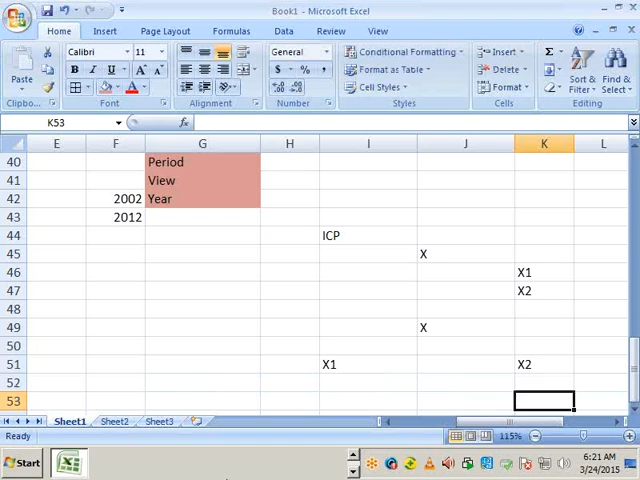 Book1 - Microsoft Excel
Home Insert Page Layout Formulas Data Review View
Paste
Calibri 11
B I U
General
$ % ,
Conditional Formatting
Format as Table
Cell Styles
Insert
Delete
Format
Σ
Sort & Filter
Find & Select
Clipboa... Font Alignment Number Styles Cells Editing
K53 fx
E F G H I J K L
40 Period
41 View
42 2002 Year
43 2012
44 ICP
45 X
46 X1
47 X2
48
49 X
50
51 X1 X2
52
53
Sheet1 Sheet2 Sheet3
Ready 115%
Start
6:21 AM
3/24/2015